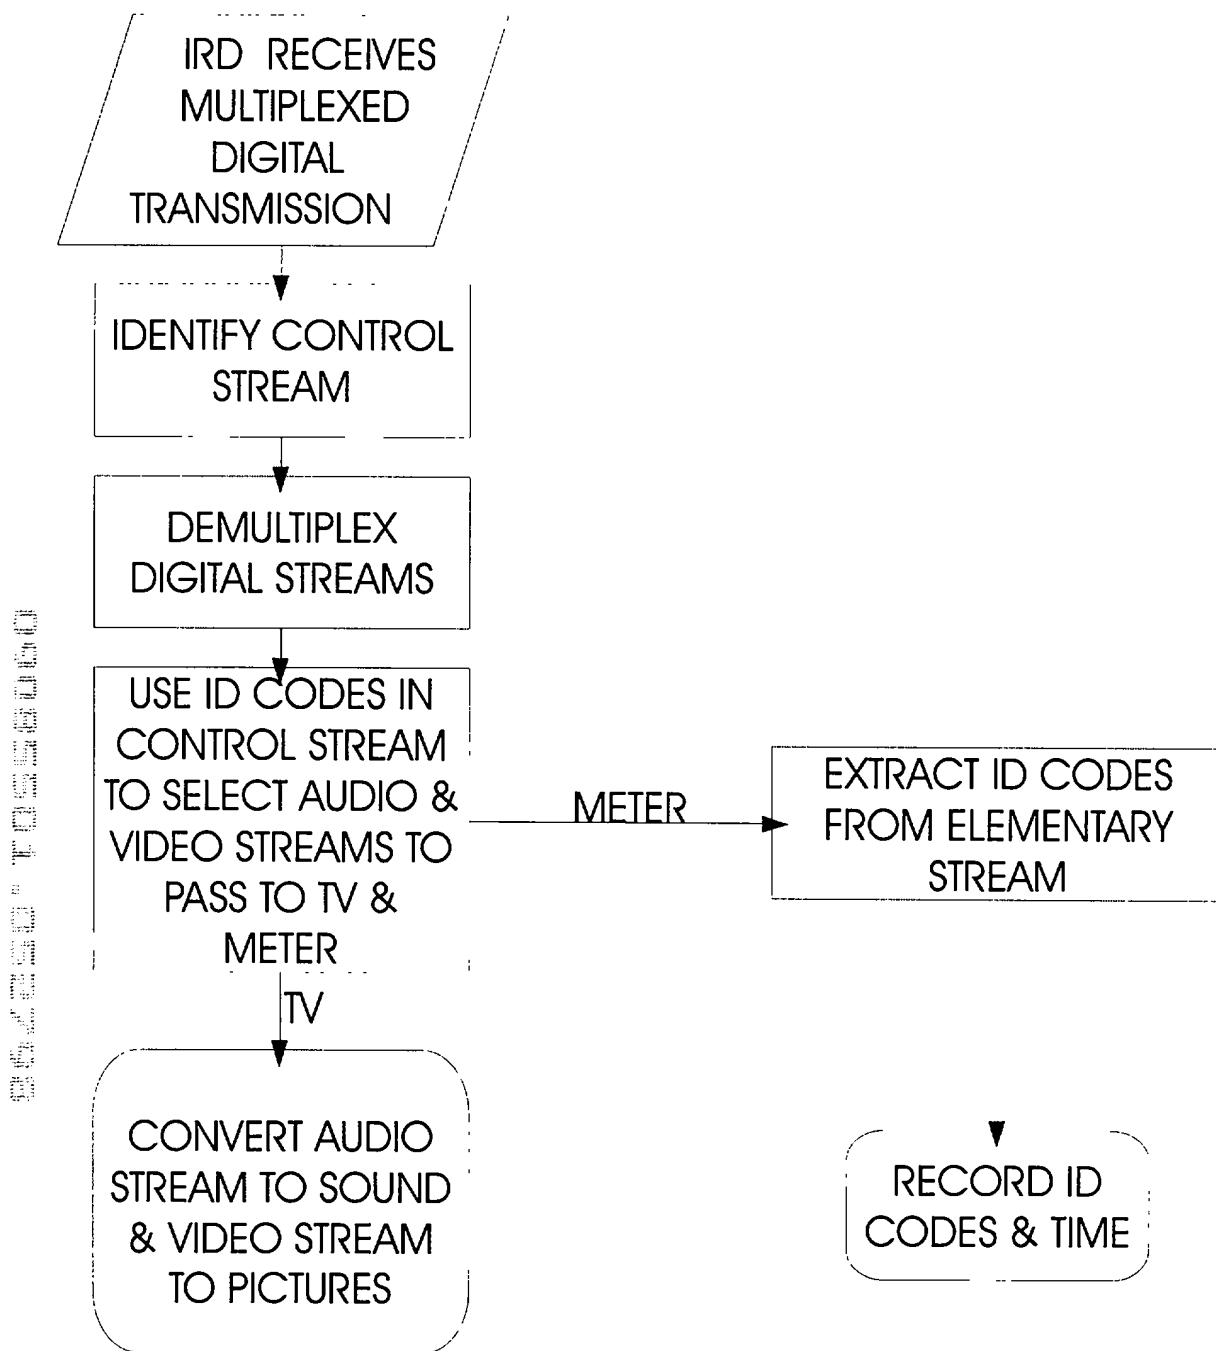 IRD RECEIVES
MULTIPLEXED
DIGITAL
TRANSMISSION
IDENTIFY CONTROL
STREAM
DEMULTIPLEX
DIGITAL STREAMS
USE ID CODES IN
CONTROL STREAM
TO SELECT AUDIO &
VIDEO STREAMS TO
PASS TO TV &
METER
METER
EXTRACT ID CODES
FROM ELEMENTARY
STREAM
TV
CONVERT AUDIO
STREAM TO SOUND
& VIDEO STREAM
TO PICTURES
RECORD ID
CODES & TIME